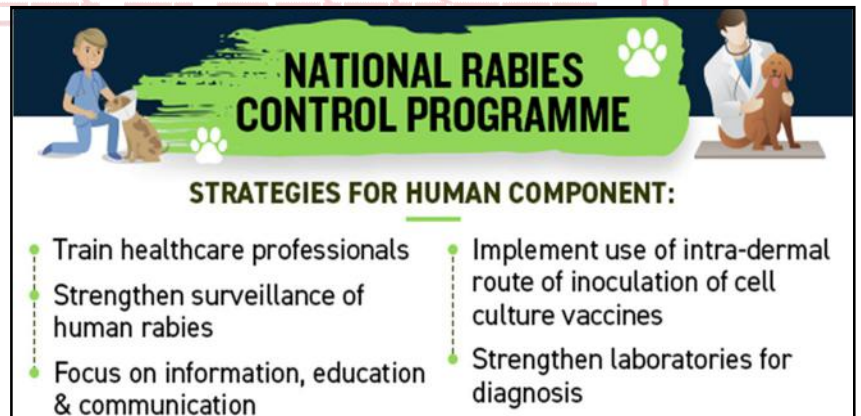 NATIONAL RABIES
CONTROL PROGRAMME
STRATEGIES FOR HUMAN COMPONENT:
Train healthcare professionals
Strengthen surveillance of
human rabies
Focus on information, education
& communication
Implement use of intra-dermal
route of inoculation of cell
culture vaccines
Strengthen laboratories for
diagnosis